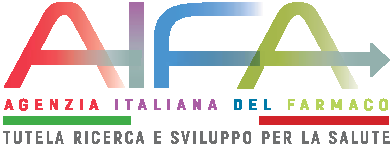 AIFA
AGENZIA ITALIANA DEL FARMACO
TUTELA RICERCA E SVILUPPO PER LA SALUTE